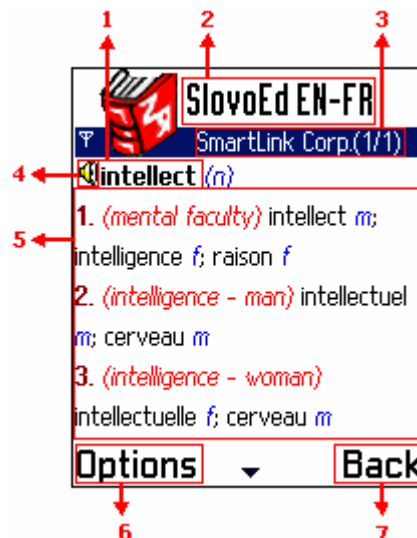 1 2 3
SlovoEd EN-FR
SmartLink Corp.(1/1)
4 intellect (n)
1. (mental faculty) intellect m;
5 intelligence f; raison f
2. (intelligence - man) intellectuel
m; cerveau m
3. (intelligence - woman)
intellectuelle f; cerveau m
Options Back
6 7